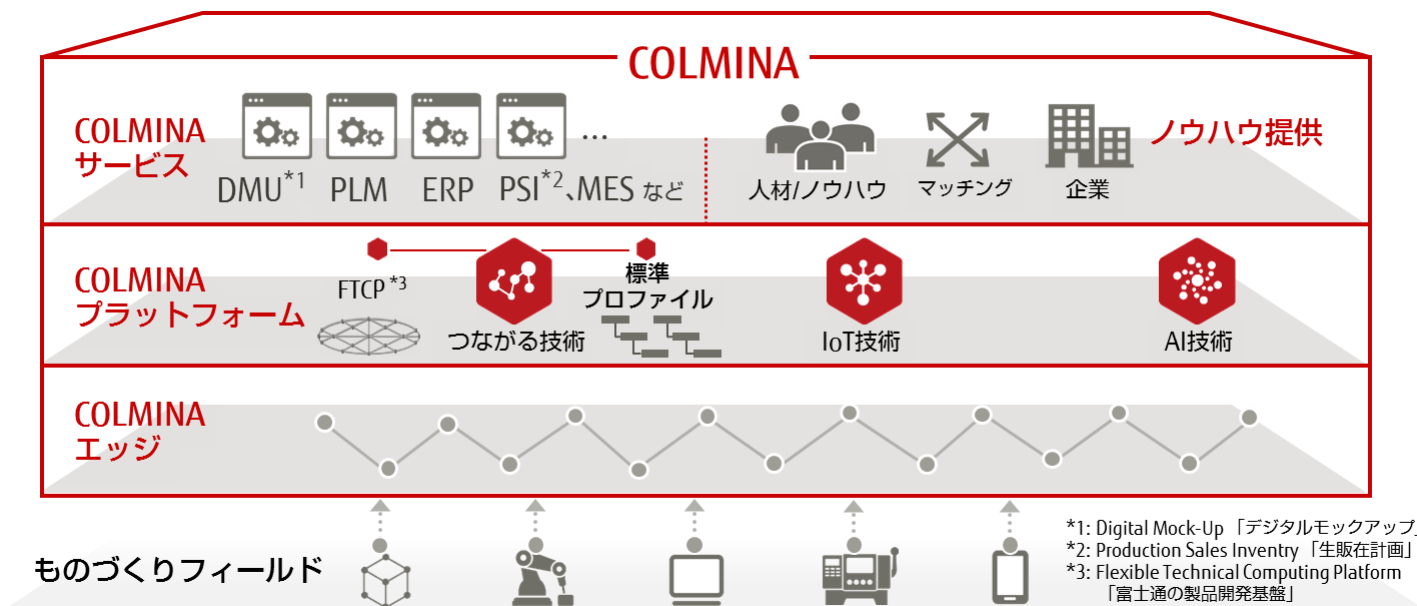 COLMINA
COLMINA
サービス
DMU*1 PLM ERP PSI*2、MES など
...
人材/ノウハウ マッチング 企業
ノウハウ提供
COLMINA
プラットフォーム
FTCP*3
つながる技術
標準
プロファイル
IoT技術
AI技術
COLMINA
エッジ
ものづくりフィールド
*1: Digital Mock-Up 「デジタルモックアップ」
*2: Production Sales Inventry 「生販在計画」
*3: Flexible Technical Computing Platform
「富士通の製品開発基盤」